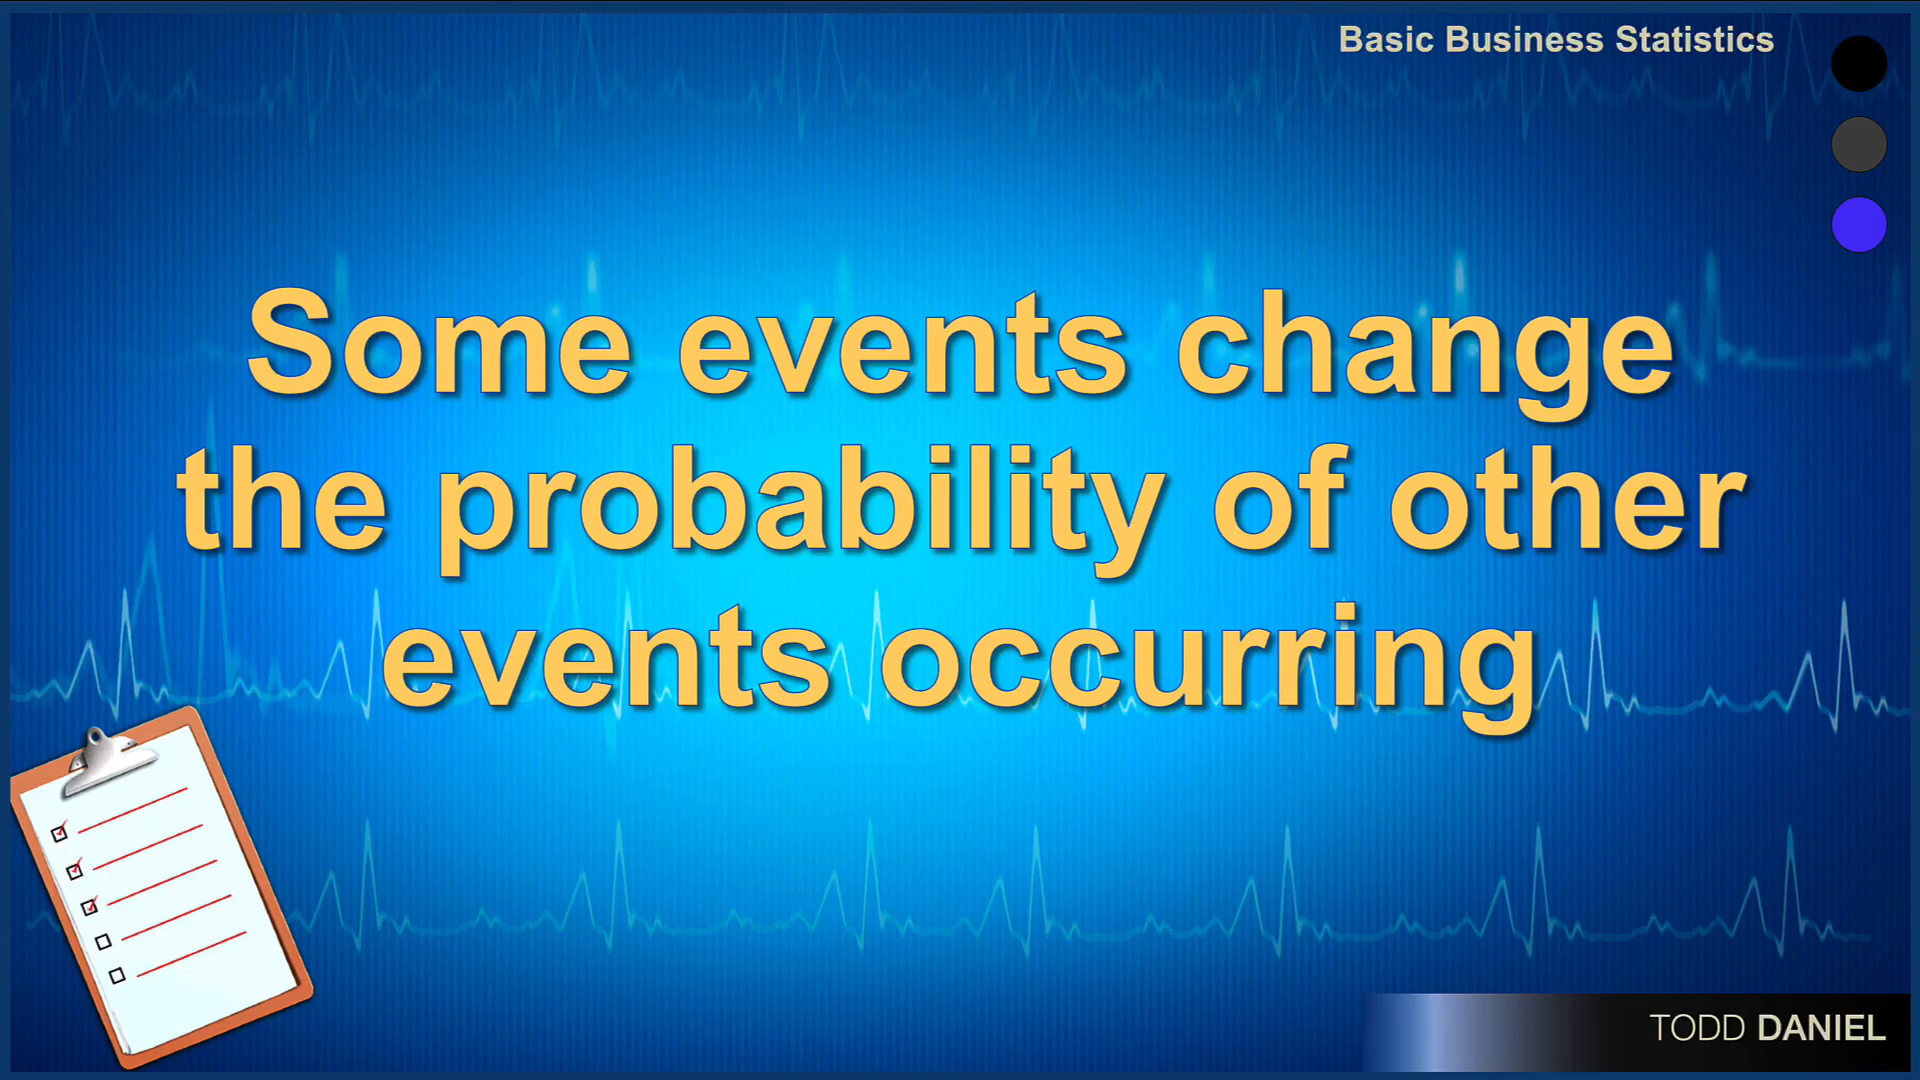 Basic Business Statistics
Some events change
the probability of other
events occurring
TODD DANIEL